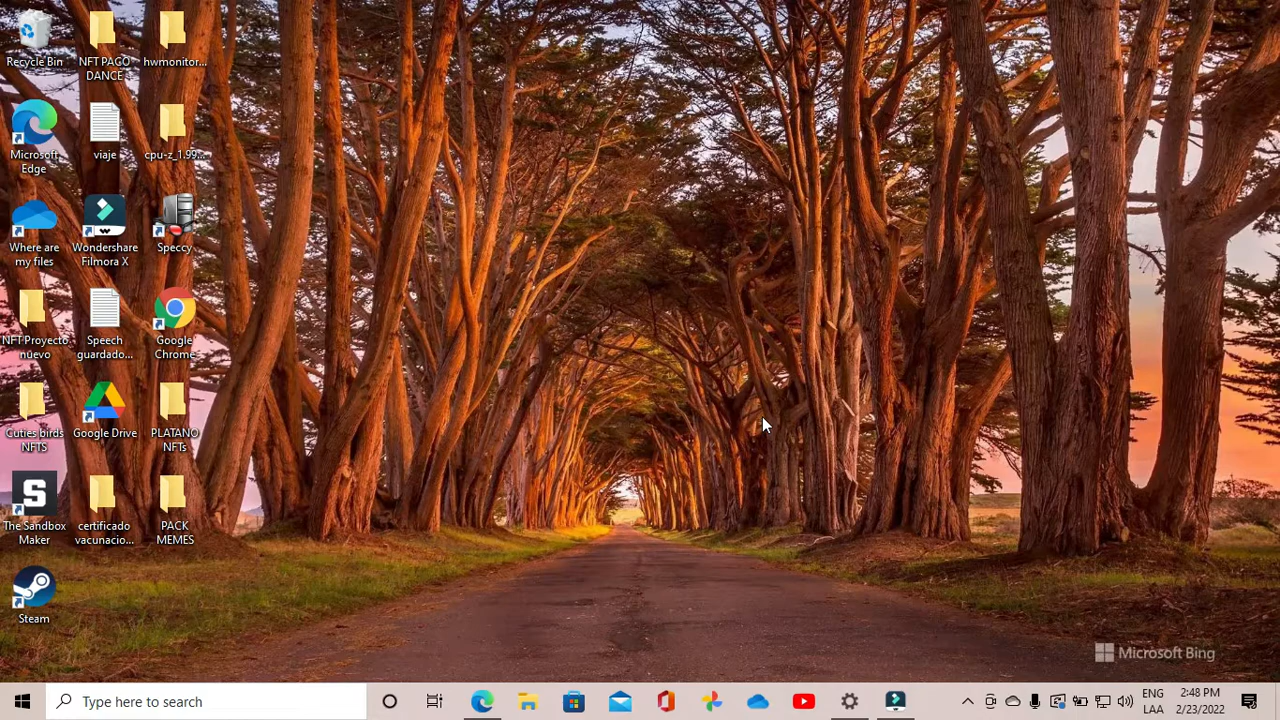 Recycle Bin
NFT PAGO
DANCE
hwmonitor...
Microsoft
Edge
viaje
cpu-z_1.99...
Where are
my files
Wondershare
Filmora X
Speccy
NFT Proyecto
nuevo
Speech
guardado...
Google
Chrome
Cuties birds
NFTS
Google Drive
PLATANO
NFTs
S
The Sandbox
Maker
certificado
vacunacio...
PACK
MEMES
Steam
Microsoft Bing
Type here to search
ENG
LAA
2:48 PM
2/23/2022